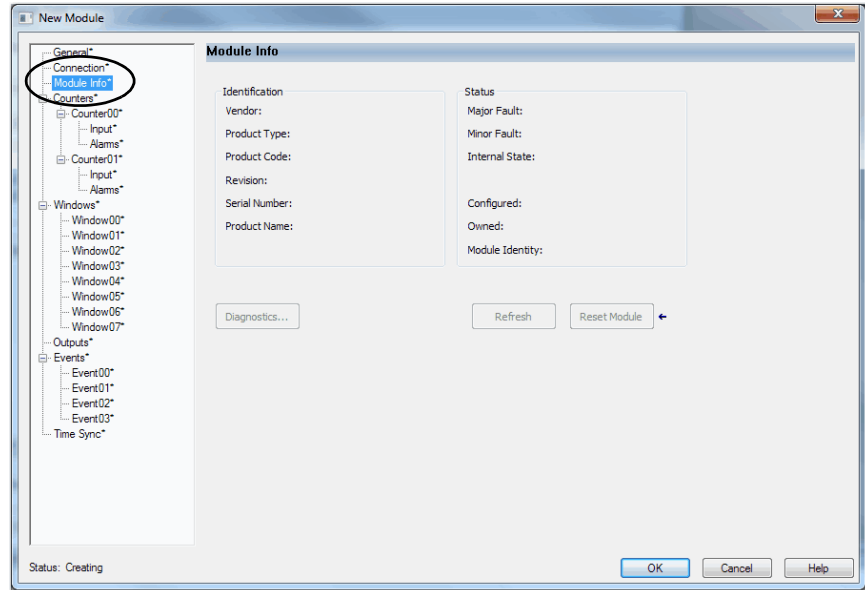 New Module
General*
Connection*
Module Info*
Counters*
Counter00*
Input*
Alarms*
Counter01*
Input*
Alarms*
Windows*
Window00*
Window01*
Window02*
Window03*
Window04*
Window05*
Window06*
Window07*
Outputs*
Events*
Event00*
Event01*
Event02*
Event03*
Time Sync*
Module Info
Identification
Vendor:
Product Type:
Product Code:
Revision:
Serial Number:
Product Name:
Status
Major Fault:
Minor Fault:
Internal State:
Configured:
Owned:
Module Identity:
Diagnostics...
Refresh
Reset Module
Status: Creating
OK
Cancel
Help